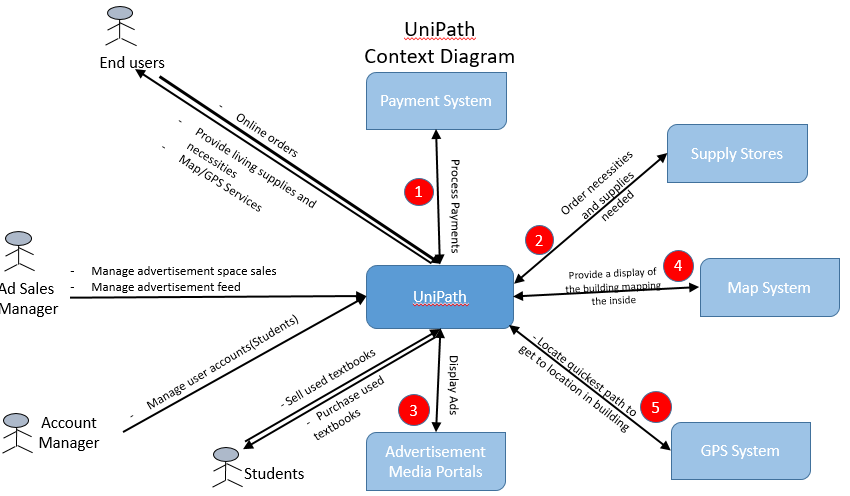 UniPath
Context Diagram
End users
Payment System
- Online orders
- Provide living supplies and
necessities
- Map/GPS Services
1
Process Payments
Supply Stores
Order necessities
and supplies
needed
2
Ad Sales
Manager
- Manage advertisement space sales
- Manage advertisement feed
UniPath
Provide a display of
the building mapping
the inside
4
Map System
- Manage user accounts(Students)
Account
Manager
- Sell used textbooks
- Purchase used
textbooks
Students
Display Ads
3
Advertisement
Media Portals
- Locate quickest path to
get to location in building
5
GPS System